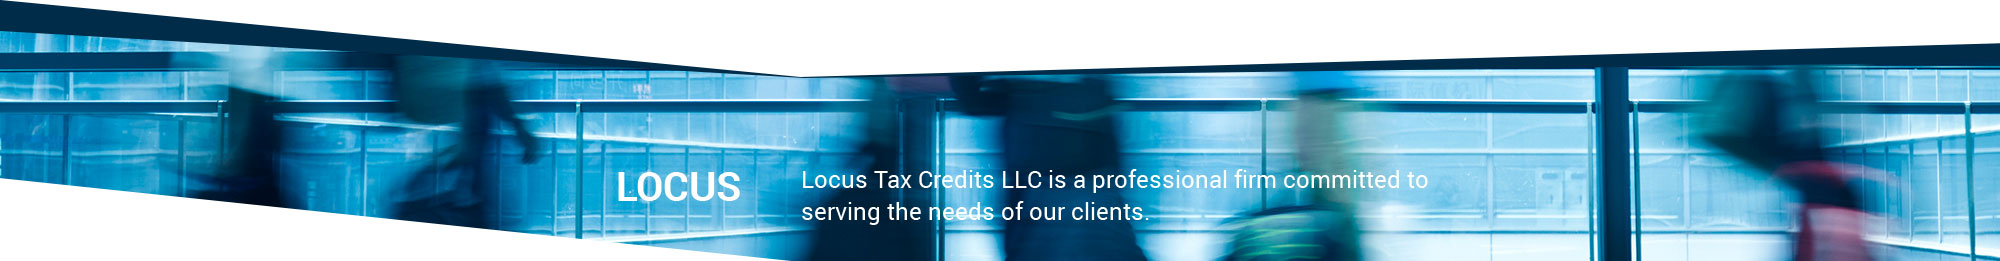 LOCUS
Locus Tax Credits LLC is a professional firm committed to
serving the needs of our clients.